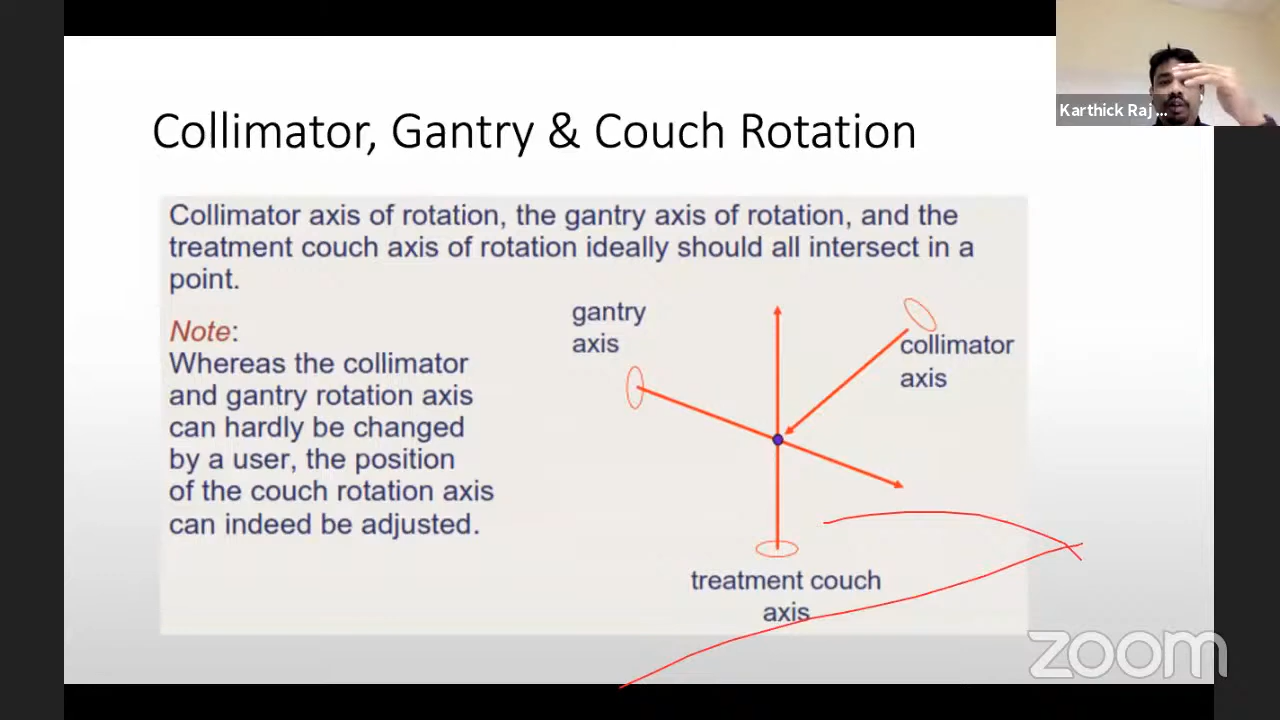 Karthick Raj ...
Collimator, Gantry & Couch Rotation
Collimator axis of rotation, the gantry axis of rotation, and the
treatment couch axis of rotation ideally should all intersect in a
point.
Note:
Whereas the collimator
and gantry rotation axis
can hardly be changed
by a user, the position
of the couch rotation axis
can indeed be adjusted.
gantry
axis
collimator
axis
treatment couch
axis
zoom